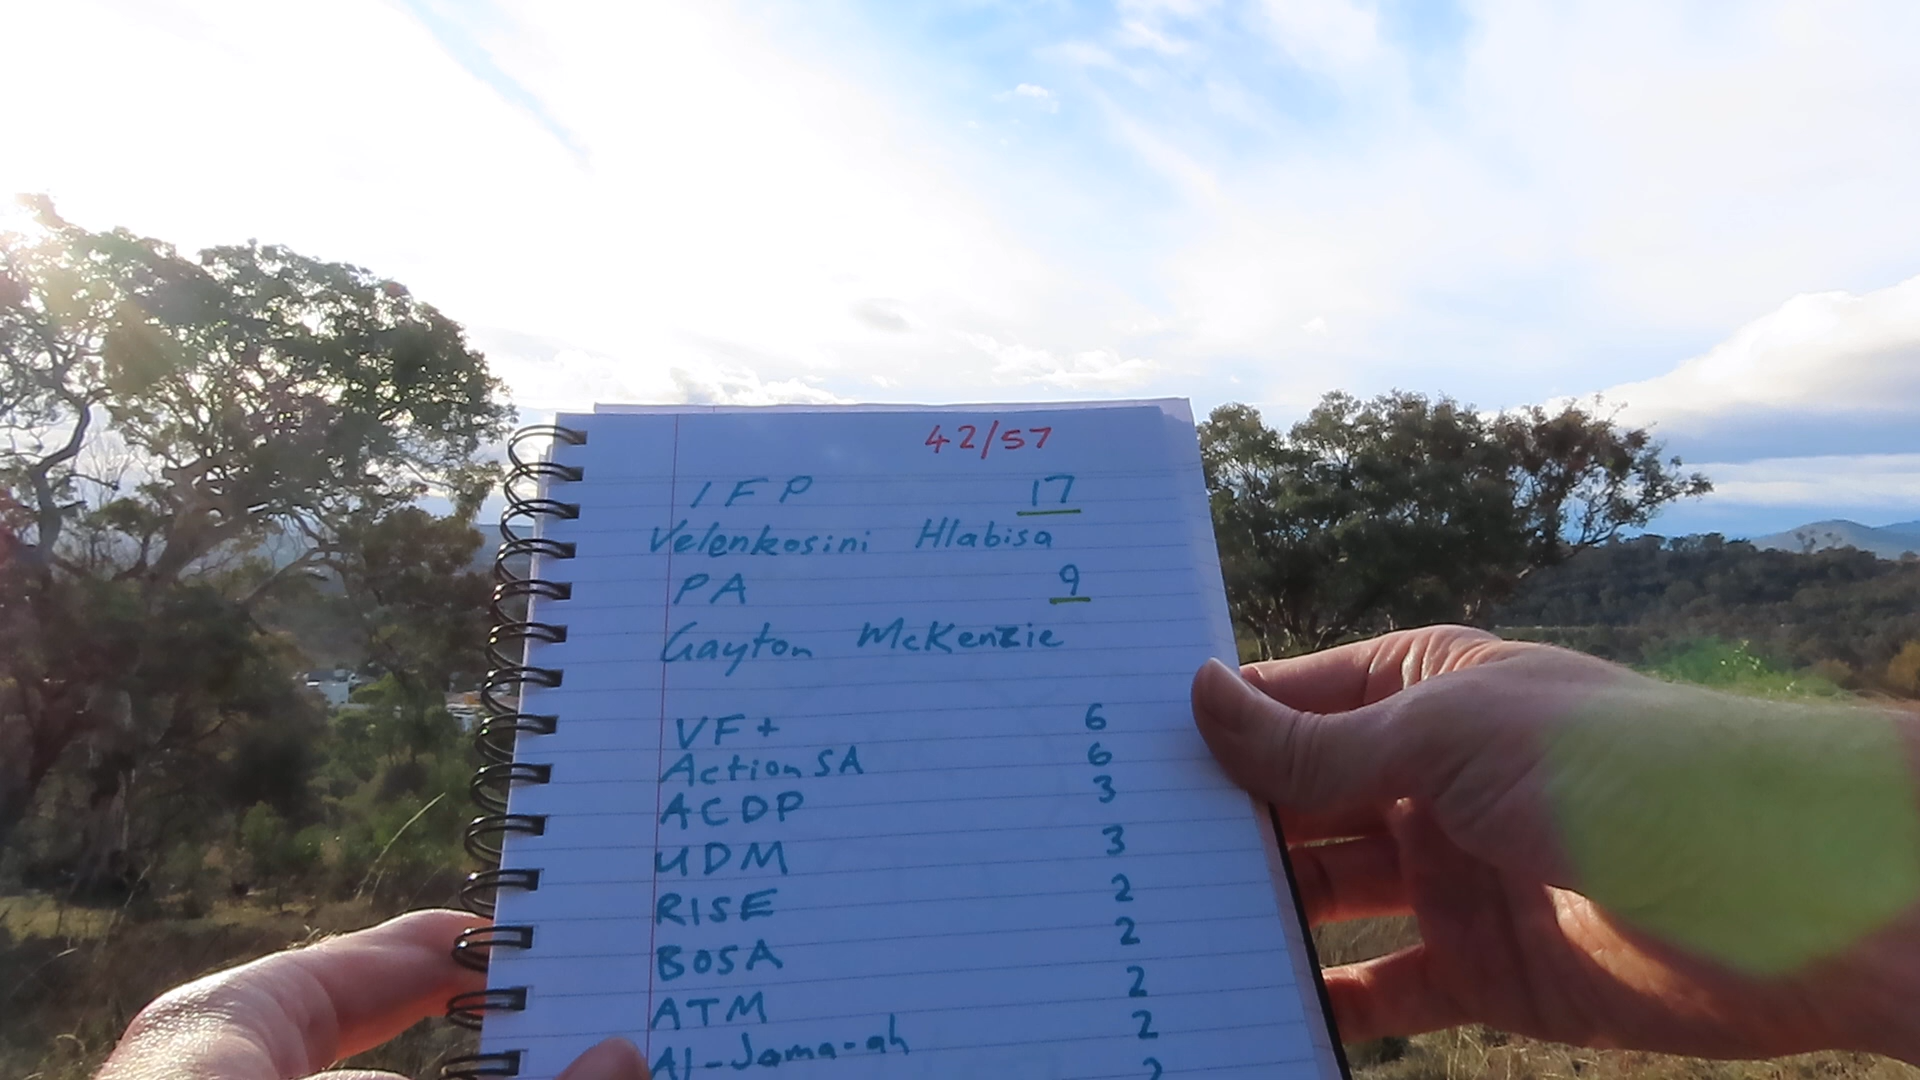 42/57
IFP 17
Velenkosini Hlabisa
PA 9
Gayton McKenzie
VF+ 6
ActionSA 6
ACDP 3
UDM 3
RISE 2
BOSA 2
ATM 2
Al-Jama-ah 2